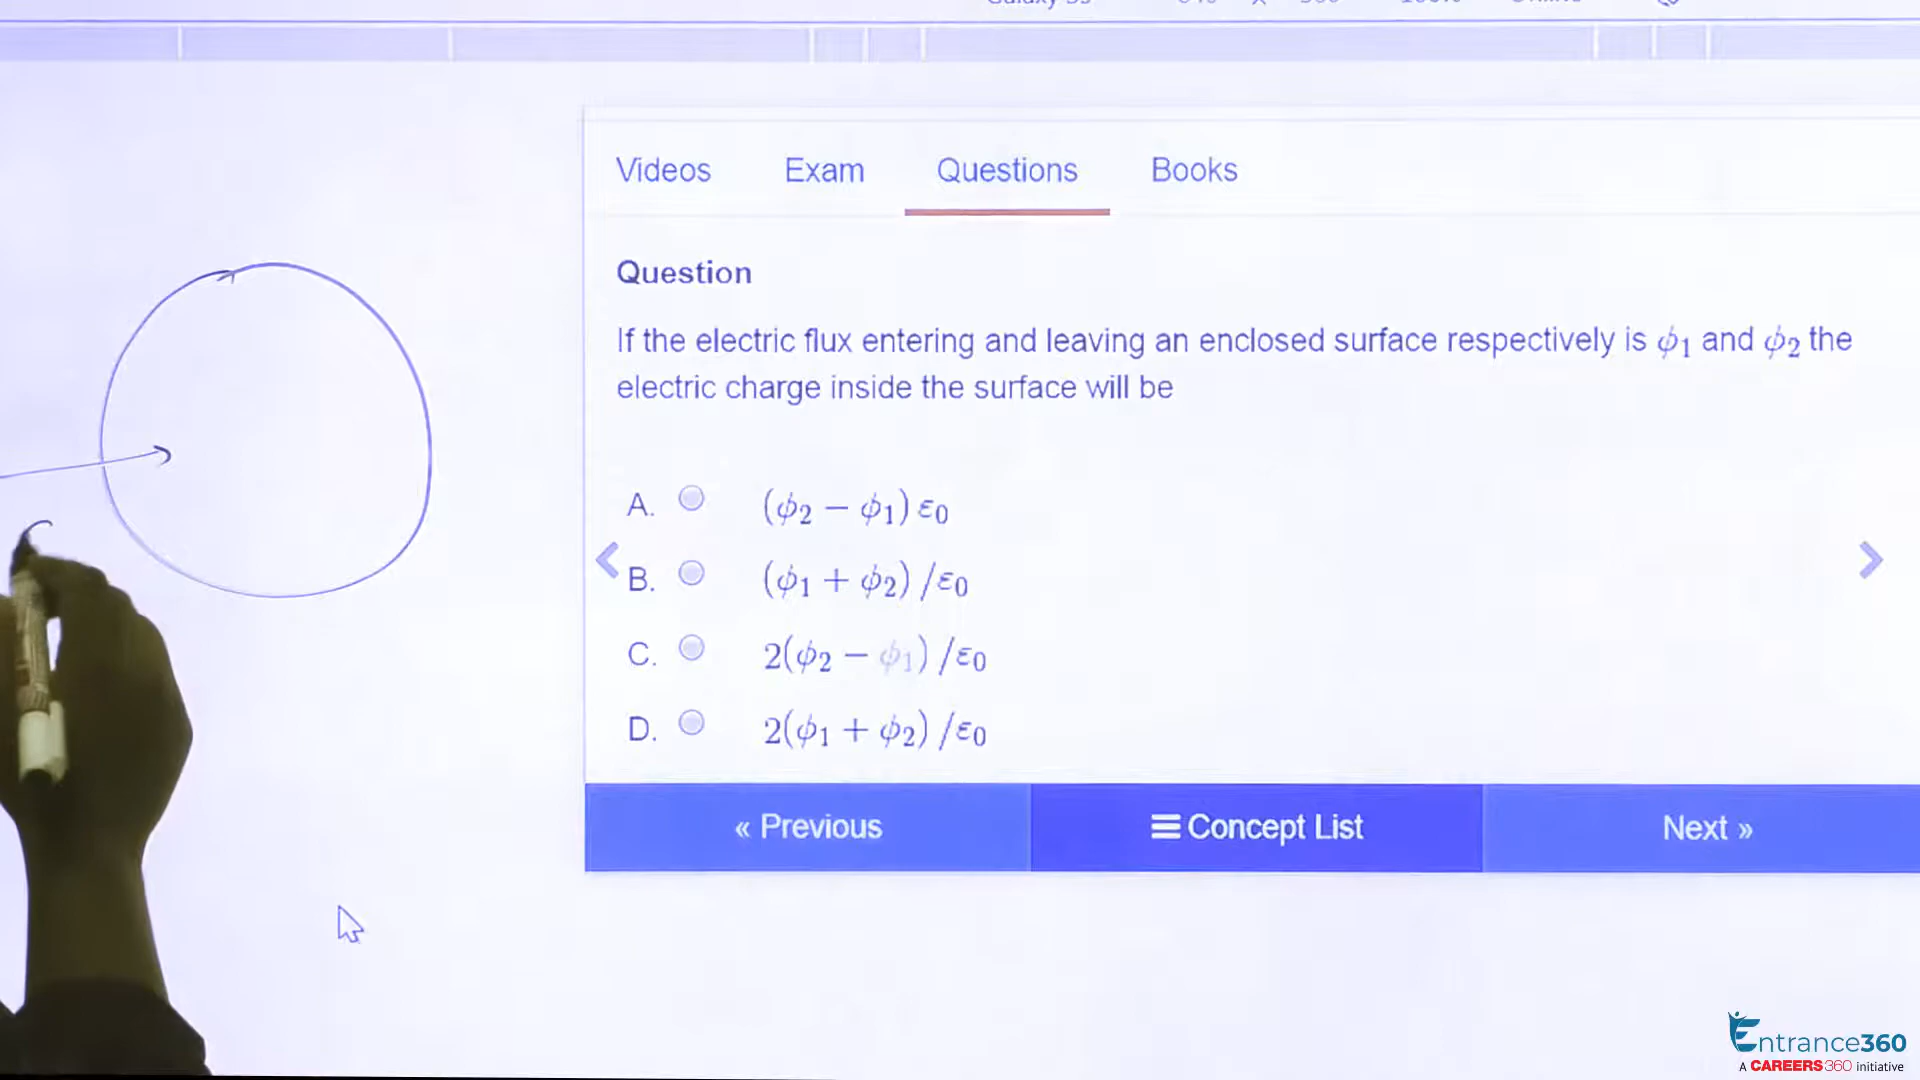 Videos Exam Questions Books
Question
If the electric flux entering and leaving an enclosed surface respectively is ϕ₁ and ϕ₂ the
electric charge inside the surface will be
A. (ϕ₂ − ϕ₁) ε₀
B. (ϕ₁ + ϕ₂) /ε₀
C. 2(ϕ₂ − ϕ₁) /ε₀
D. 2(ϕ₁ + ϕ₂) /ε₀
« Previous ☰ Concept List Next »
Entrance360
A CAREERS360 initiative